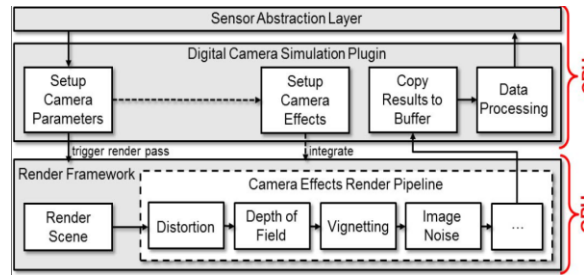 Sensor Abstraction Layer
Digital Camera Simulation Plugin
Setup
Camera
Parameters
Setup
Camera
Effects
Copy
Results to
Buffer
Data
Processing
trigger render pass
integrate
Render Framework
Camera Effects Render Pipeline
Render
Scene
Distortion
Depth of
Field
Vignetting
Image
Noise
...